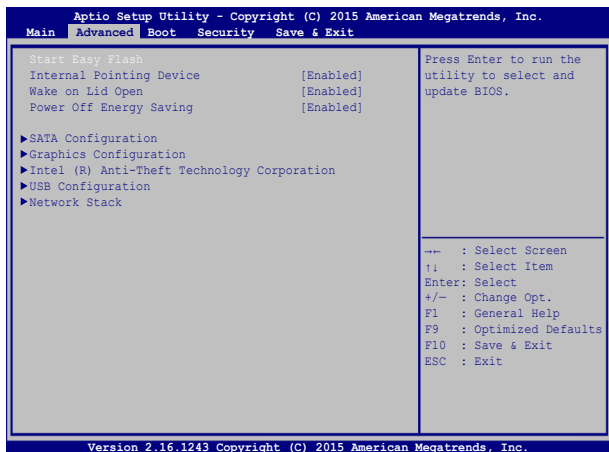 Aptio Setup Utility - Copyright (C) 2015 American Megatrends, Inc.
Main Advanced Boot Security Save & Exit
Start Easy Flash
Internal Pointing Device [Enabled]
Wake on Lid Open [Enabled]
Power Off Energy Saving [Enabled]
▶SATA Configuration
▶Graphics Configuration
▶Intel (R) Anti-Theft Technology Corporation
▶USB Configuration
▶Network Stack
Press Enter to run the
utility to select and
update BIOS.
→← : Select Screen
↑↓ : Select Item
Enter: Select
+/— : Change Opt.
F1 : General Help
F9 : Optimized Defaults
F10 : Save & Exit
ESC : Exit
Version 2.16.1243 Copyright (C) 2015 American Megatrends, Inc.